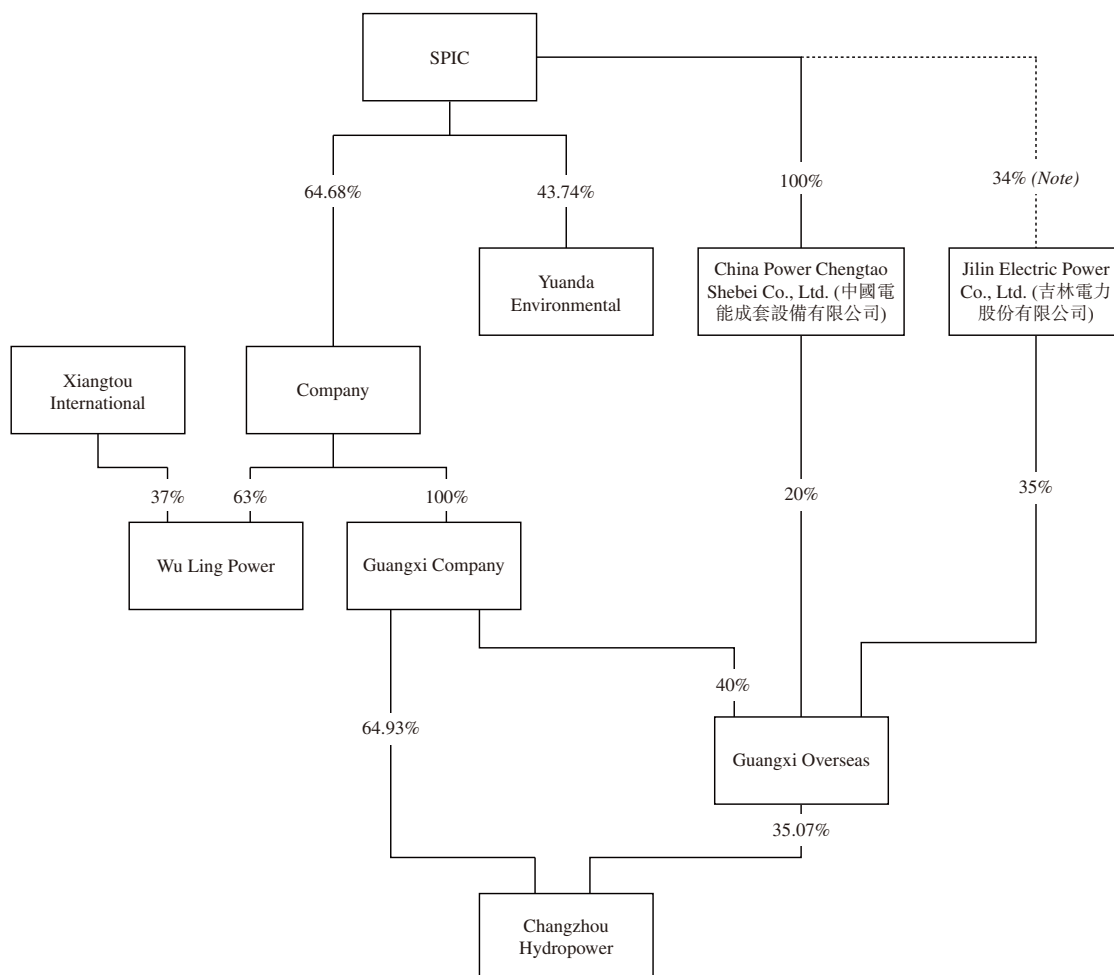 SPIC
64.68%
43.74%
100%
34% (Note)
Yuanda
Environmental
China Power Chengtao
Shebei Co., Ltd. (中國電
能成套設備有限公司)
Jilin Electric Power
Co., Ltd. (吉林電力
股份有限公司)
Xiangtou
International
Company
37%
63%
100%
20%
35%
Wu Ling Power
Guangxi Company
40%
64.93%
Guangxi Overseas
35.07%
Changzhou
Hydropower